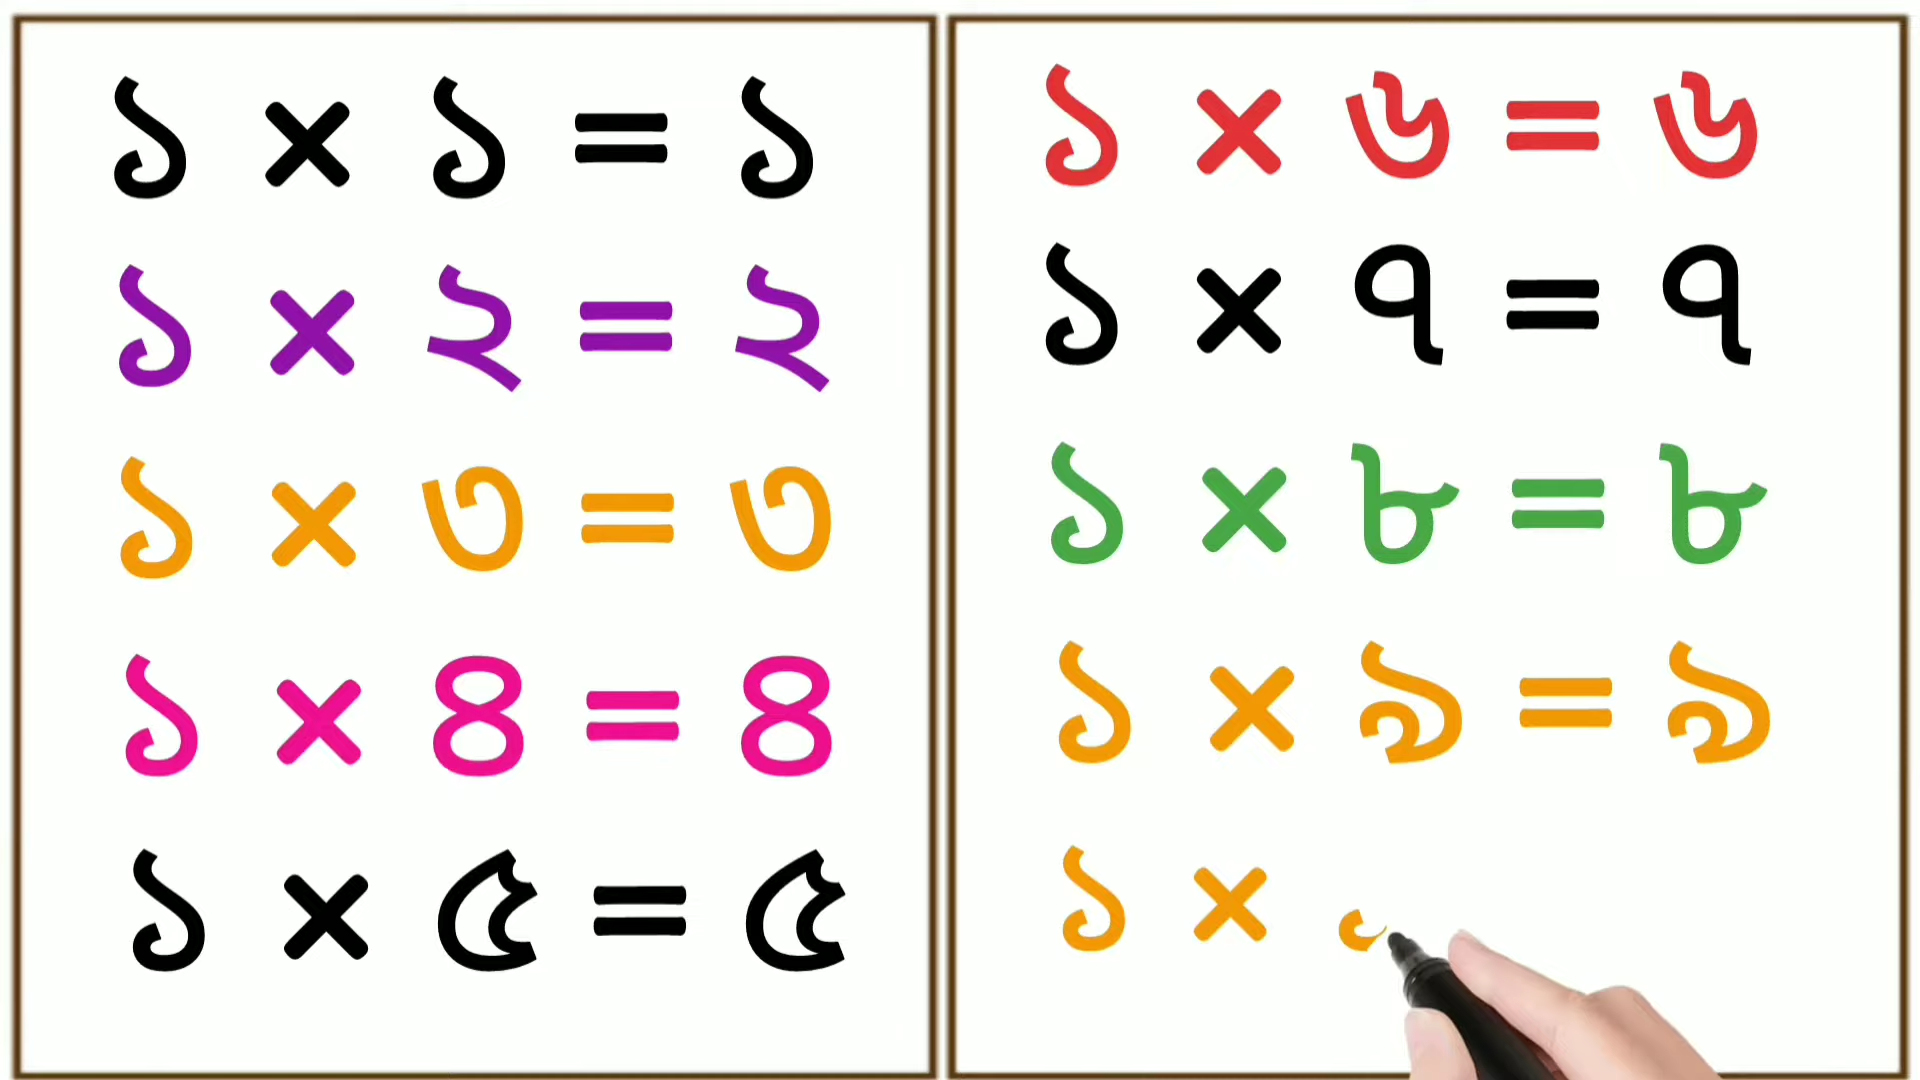 ১ × ১ = ১
১ × ২ = ২
১ × ৩ = ৩
১ × ৪ = ৪
১ × ৫ = ৫
১ × ৬ = ৬
১ × ৭ = ৭
১ × ৮ = ৮
১ × ৯ = ৯
১ ×